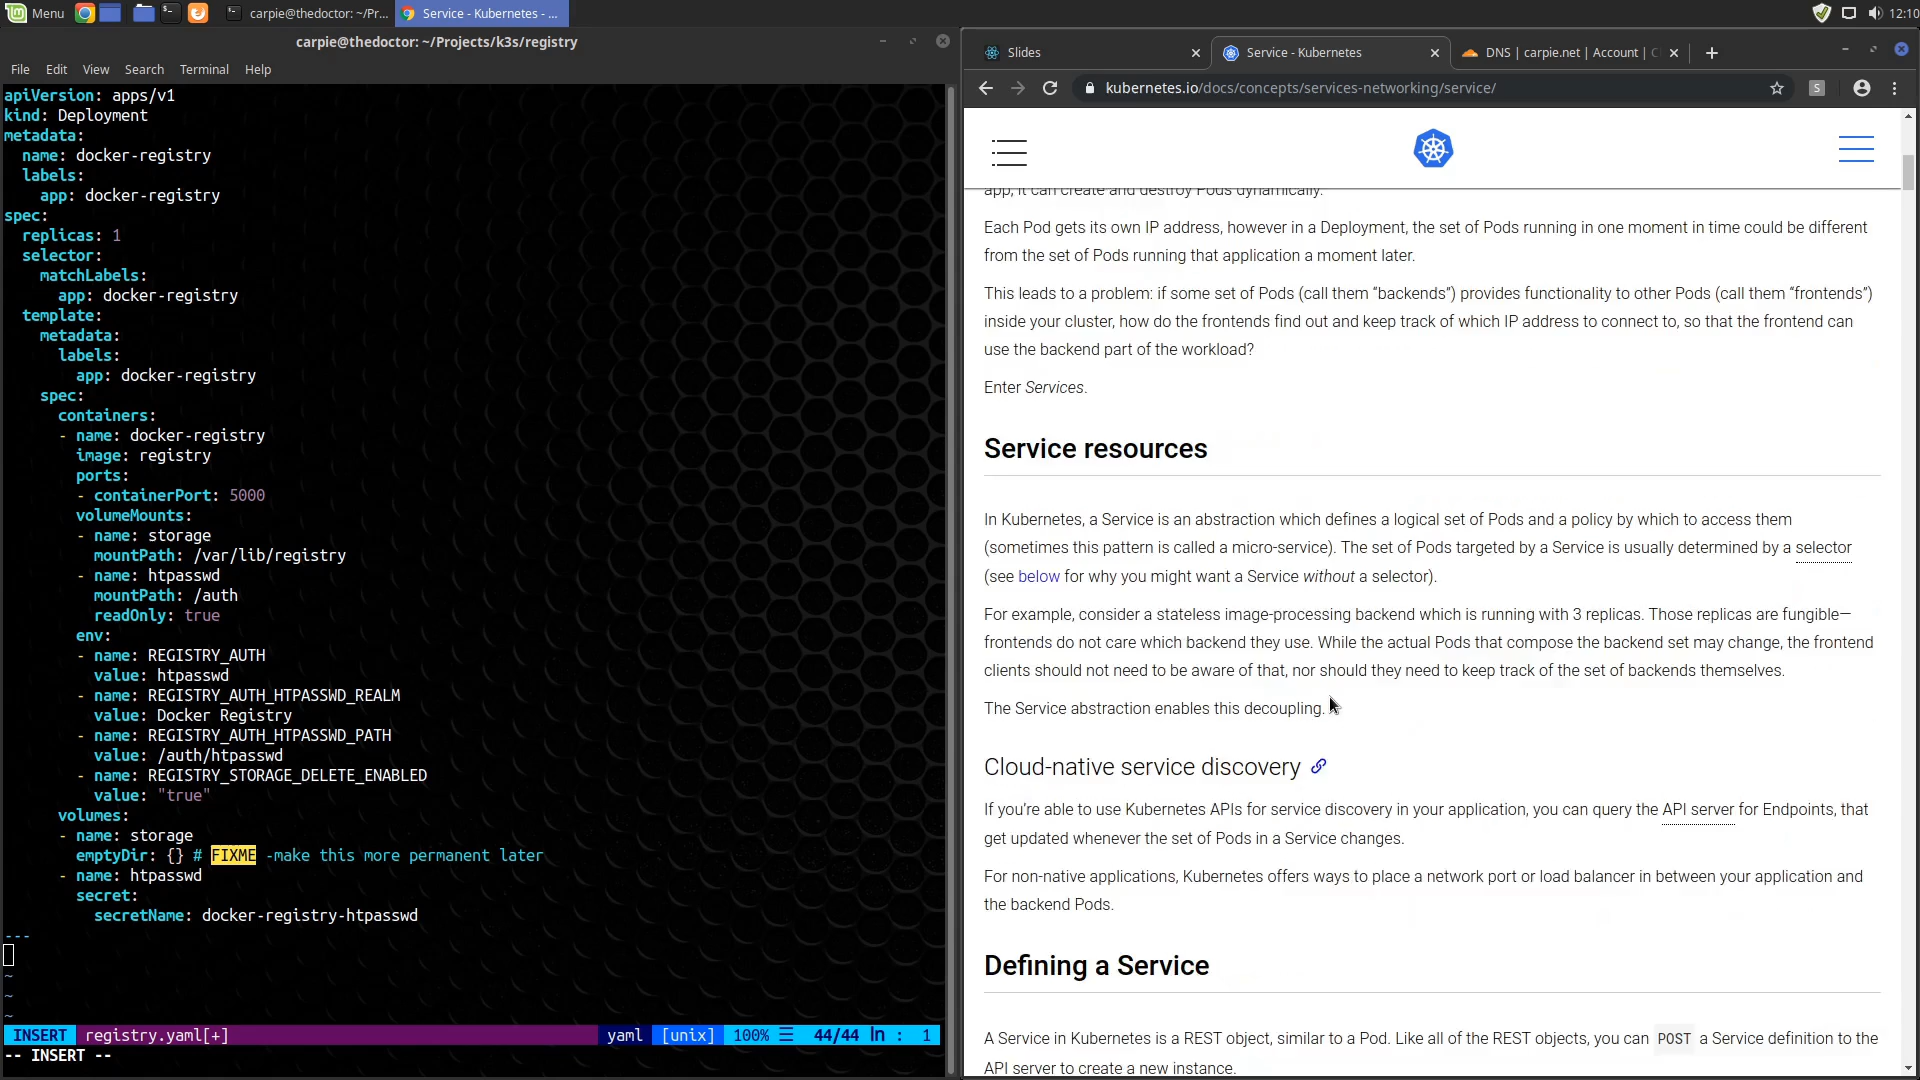 Menu
carpie@thedoctor: ~/Pr...
Service - Kubernetes - ...
12:10
carpie@thedoctor: ~/Projects/k3s/registry
File Edit View Search Terminal Help
apiVersion: apps/v1
kind: Deployment
metadata:
  name: docker-registry
  labels:
    app: docker-registry
spec:
  replicas: 1
  selector:
    matchLabels:
      app: docker-registry
  template:
    metadata:
      labels:
        app: docker-registry
    spec:
      containers:
      - name: docker-registry
        image: registry
        ports:
        - containerPort: 5000
        volumeMounts:
        - name: storage
          mountPath: /var/lib/registry
        - name: htpasswd
          mountPath: /auth
          readOnly: true
        env:
        - name: REGISTRY_AUTH
          value: htpasswd
        - name: REGISTRY_AUTH_HTPASSWD_REALM
          value: Docker Registry
        - name: REGISTRY_AUTH_HTPASSWD_PATH
          value: /auth/htpasswd
        - name: REGISTRY_STORAGE_DELETE_ENABLED
          value: "true"
      volumes:
      - name: storage
        emptyDir: {} # FIXME -make this more permanent later
      - name: htpasswd
        secret:
          secretName: docker-registry-htpasswd
---
~
~
~
INSERT registry.yaml[+] yaml [unix] 100% ☰ 44/44 ln : 1
-- INSERT --
Slides
Service - Kubernetes
DNS | carpie.net | Account | C
kubernetes.io/docs/concepts/services-networking/service/
S
app, it can create and destroy Pods dynamically.
Each Pod gets its own IP address, however in a Deployment, the set of Pods running in one moment in time could be different
from the set of Pods running that application a moment later.
This leads to a problem: if some set of Pods (call them “backends”) provides functionality to other Pods (call them “frontends”)
inside your cluster, how do the frontends find out and keep track of which IP address to connect to, so that the frontend can
use the backend part of the workload?
Enter Services.
Service resources
In Kubernetes, a Service is an abstraction which defines a logical set of Pods and a policy by which to access them
(sometimes this pattern is called a micro-service). The set of Pods targeted by a Service is usually determined by a selector
(see below for why you might want a Service without a selector).
For example, consider a stateless image-processing backend which is running with 3 replicas. Those replicas are fungible—
frontends do not care which backend they use. While the actual Pods that compose the backend set may change, the frontend
clients should not need to be aware of that, nor should they need to keep track of the set of backends themselves.
The Service abstraction enables this decoupling.
Cloud-native service discovery
If you’re able to use Kubernetes APIs for service discovery in your application, you can query the API server for Endpoints, that
get updated whenever the set of Pods in a Service changes.
For non-native applications, Kubernetes offers ways to place a network port or load balancer in between your application and
the backend Pods.
Defining a Service
A Service in Kubernetes is a REST object, similar to a Pod. Like all of the REST objects, you can POST a Service definition to the
API server to create a new instance.